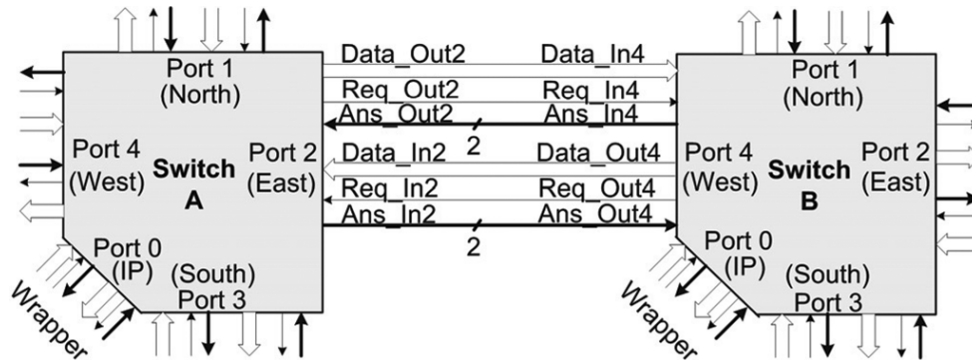 Data_Out2 Data_In4
Req_Out2 Req_In4
Ans_Out2 Ans_In4
2
Data_In2 Data_Out4
Req_In2 Req_Out4
Ans_In2 Ans_Out4
2
Port 1
(North)
Port 4
(West)
Switch
A
Port 2
(East)
Port 0
(IP)
(South)
Port 3
Wrapper
Port 1
(North)
Port 4
(West)
Switch
B
Port 2
(East)
Port 0
(IP)
(South)
Port 3
Wrapper